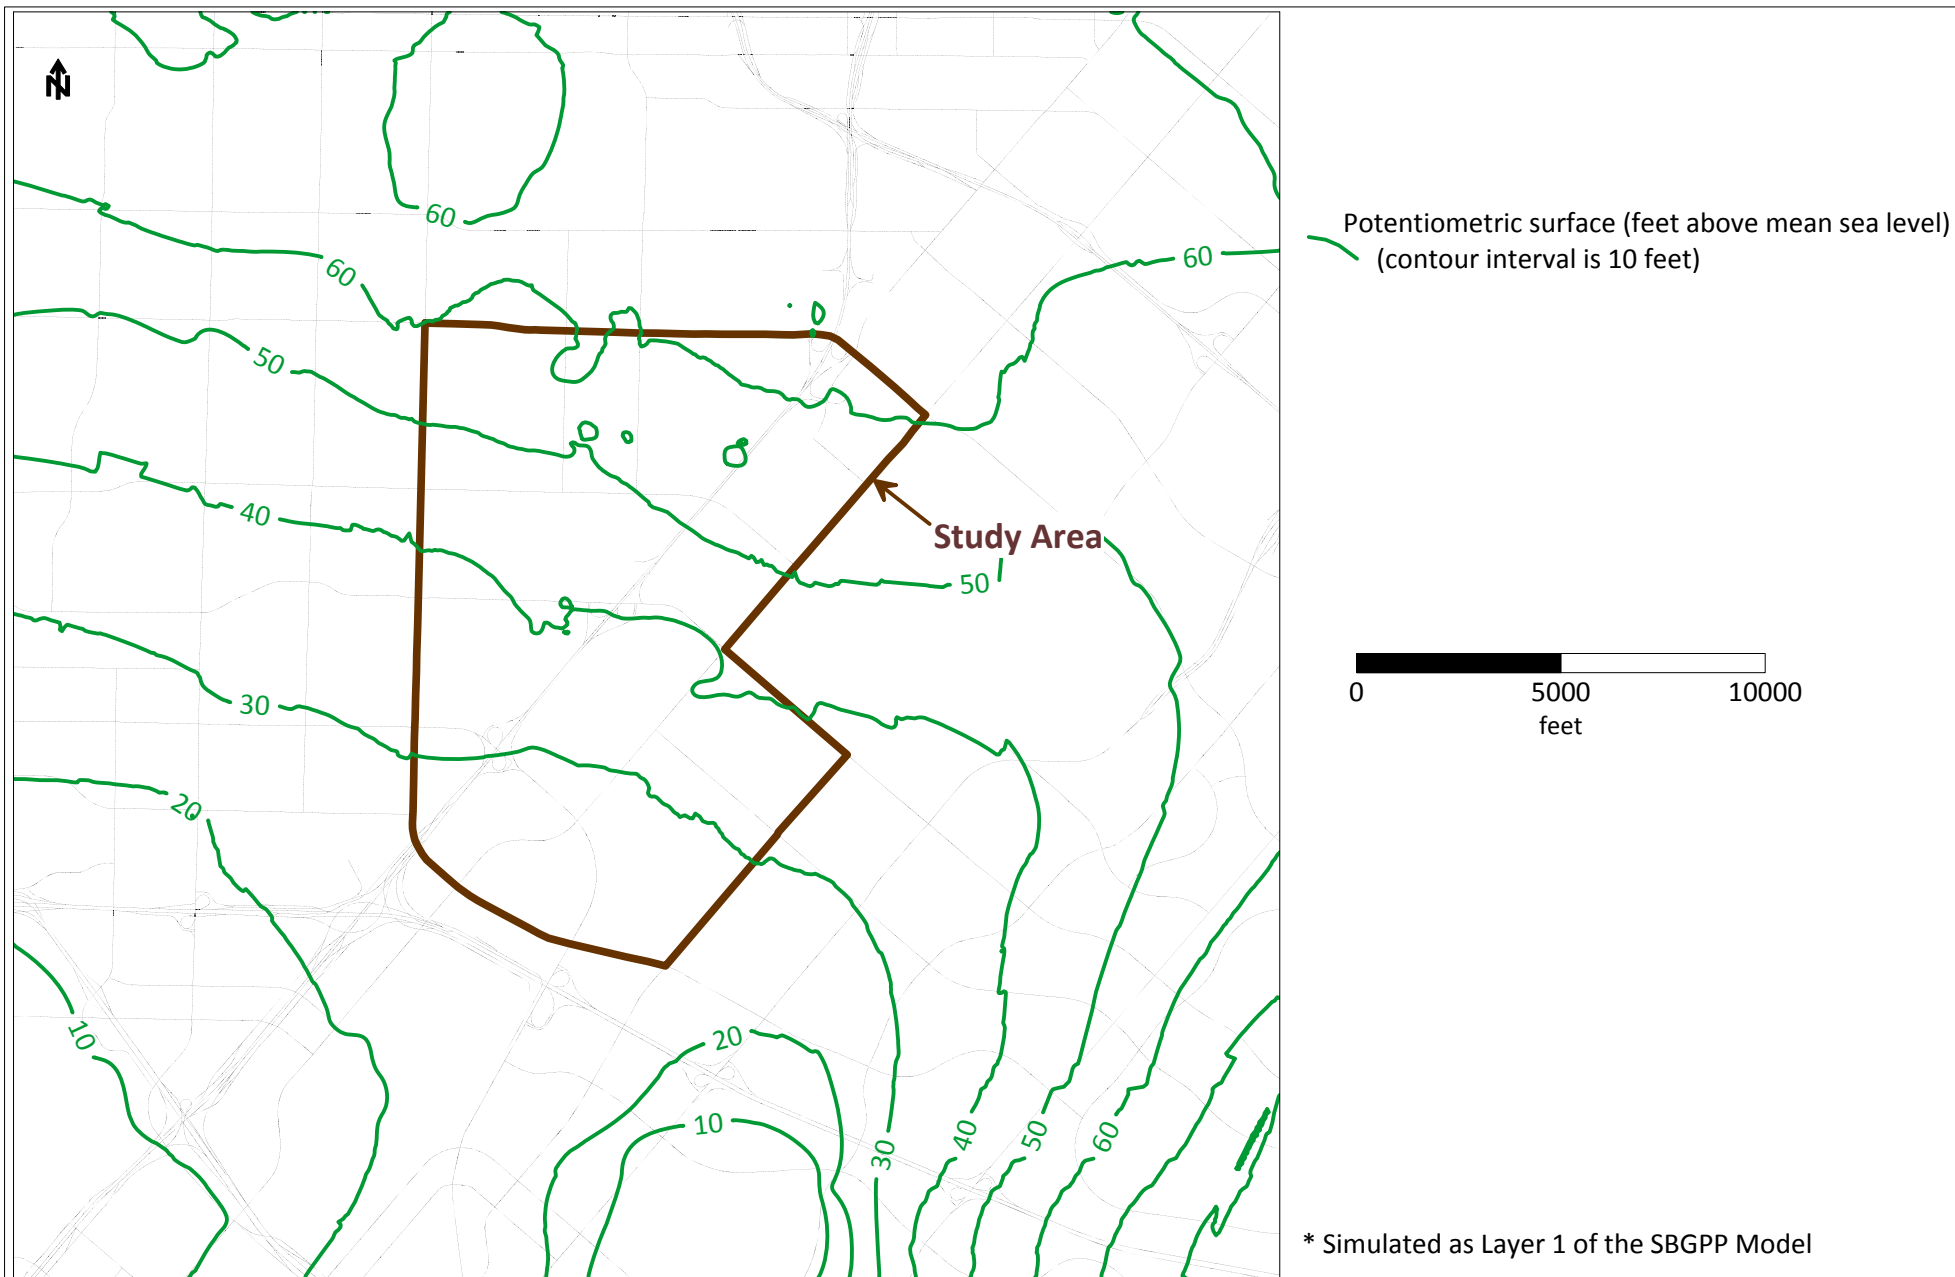 N
60
60
60
50
40
Study Area
50
30
20
10
20
10
30
40
50
60
Potentiometric surface (feet above mean sea level)
(contour interval is 10 feet)
0 5000 10000
feet
* Simulated as Layer 1 of the SBGPP Model